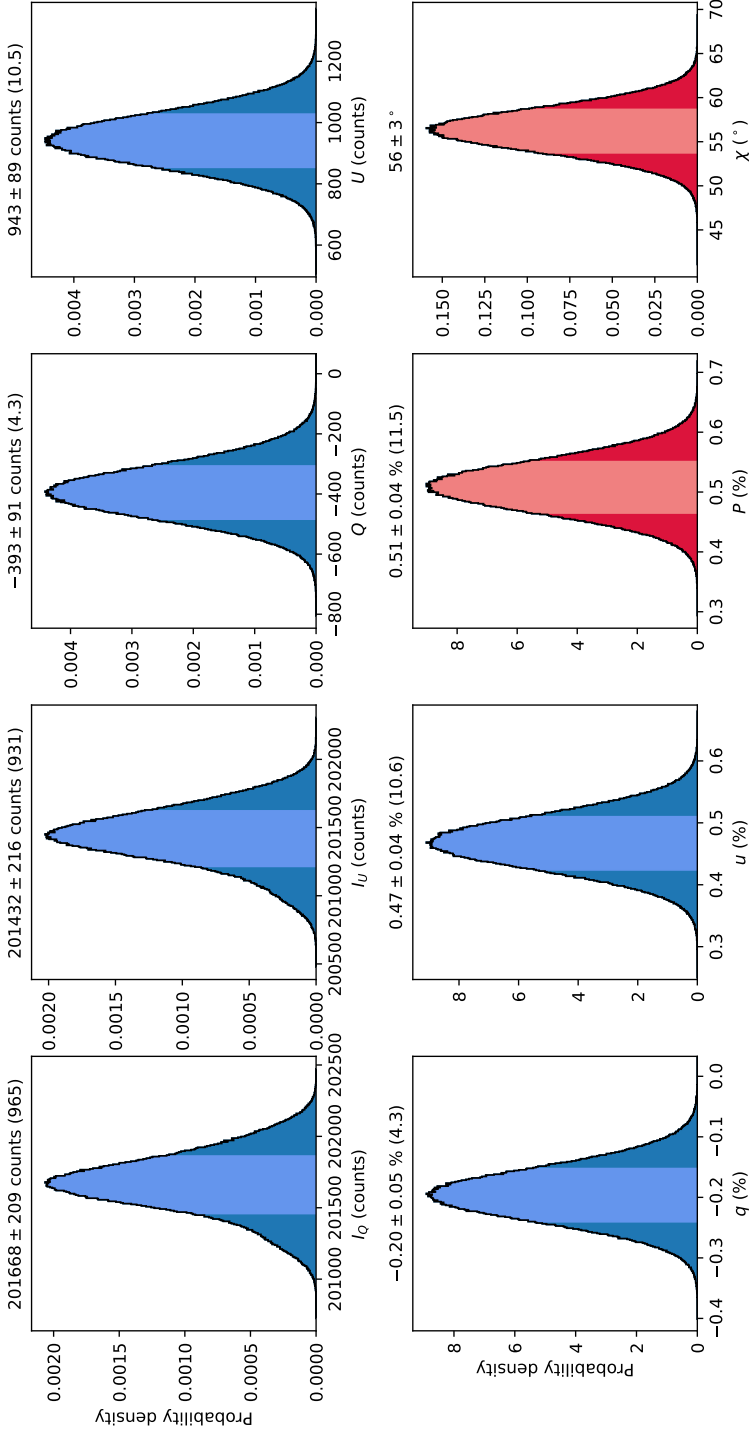 201668 ± 209 counts (965)
Probability density
0.0020
0.0015
0.0010
0.0005
0.0000
201000 201500 202000 202500
I_Q (counts)
201432 ± 216 counts (931)
0.0020
0.0015
0.0010
0.0005
0.0000
200500 201000 201500 202000
I_U (counts)
−393 ± 91 counts (4.3)
0.004
0.003
0.002
0.001
0.000
−800 −600 −400 −200 0
Q (counts)
943 ± 89 counts (10.5)
0.004
0.003
0.002
0.001
0.000
600 800 1000 1200
U (counts)
−0.20 ± 0.05 % (4.3)
Probability density
8
6
4
2
0
−0.4 −0.3 −0.2 −0.1 0.0
q (%)
0.47 ± 0.04 % (10.6)
8
6
4
2
0
0.3 0.4 0.5 0.6
u (%)
0.51 ± 0.04 % (11.5)
8
6
4
2
0
0.3 0.4 0.5 0.6 0.7
P (%)
56 ± 3°
0.150
0.125
0.100
0.075
0.050
0.025
0.000
45 50 55 60 65 70
χ (°)